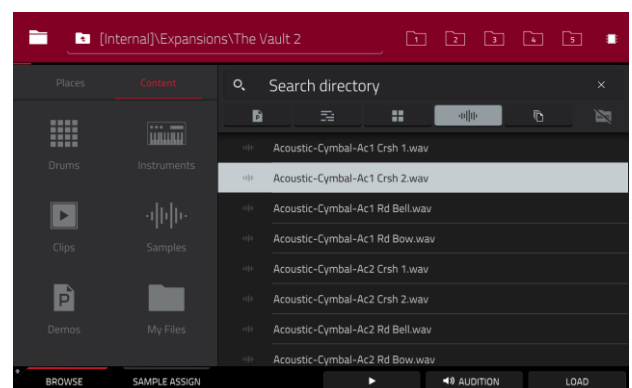 [Internal]\Expansions\The Vault 2
1 2 3 4 5
Places Content
Search directory
Drums Instruments
Clips Samples
P
Demos My Files
Acoustic-Cymbal-Ac1 Crsh 1.wav
Acoustic-Cymbal-Ac1 Crsh 2.wav
Acoustic-Cymbal-Ac1 Rd Bell.wav
Acoustic-Cymbal-Ac1 Rd Bow.wav
Acoustic-Cymbal-Ac2 Crsh 1.wav
Acoustic-Cymbal-Ac2 Crsh 2.wav
Acoustic-Cymbal-Ac2 Rd Bell.wav
Acoustic-Cymbal-Ac2 Rd Bow.wav
BROWSE SAMPLE ASSIGN AUDITION LOAD